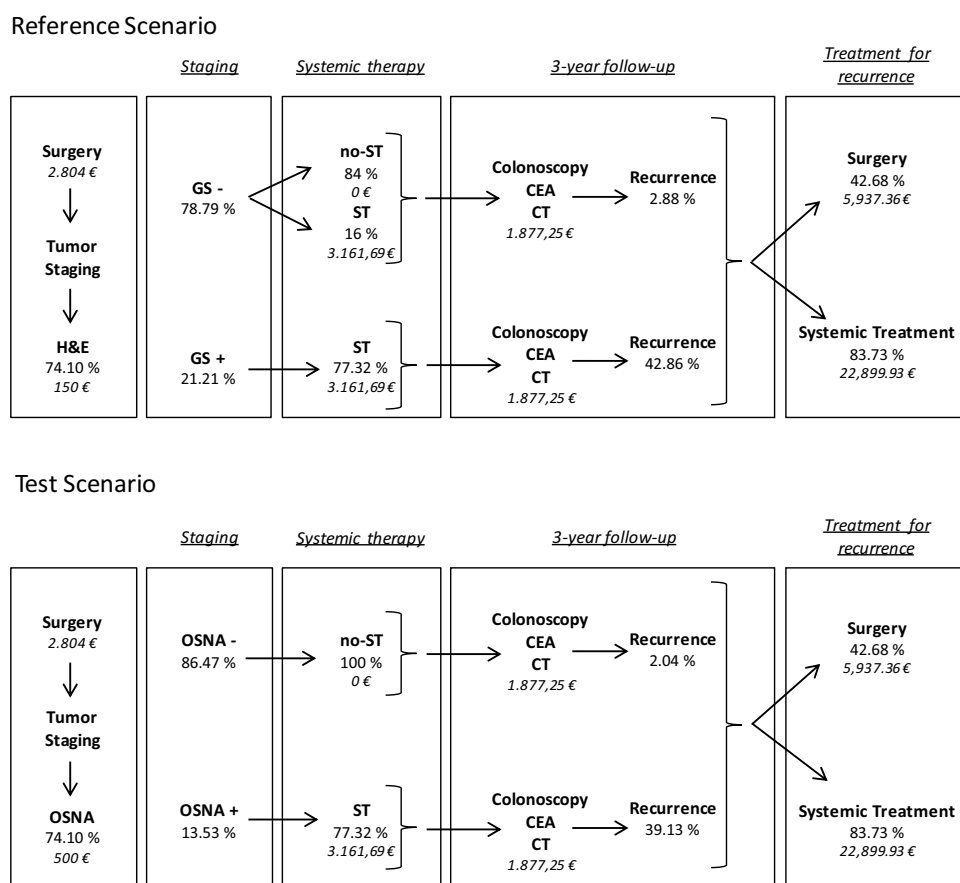 Reference Scenario
Staging
Systemic therapy
3-year follow-up
Treatment for
recurrence
Surgery
2.804 €
Tumor
Staging
H&E
74.10 %
150 €
GS -
78.79 %
GS +
21.21 %
no-ST
84 %
0 €
ST
16 %
3.161,69 €
ST
77.32 %
3.161,69 €
Colonoscopy
CEA
CT
1.877,25 €
Recurrence
2.88 %
Colonoscopy
CEA
CT
1.877,25 €
Recurrence
42.86 %
Surgery
42.68 %
5,937.36 €
Systemic Treatment
83.73 %
22,899.93 €
Test Scenario
Staging
Systemic therapy
3-year follow-up
Treatment for
recurrence
Surgery
2.804 €
Tumor
Staging
OSNA
74.10 %
500 €
OSNA -
86.47 %
OSNA +
13.53 %
no-ST
100 %
0 €
ST
77.32 %
3.161,69 €
Colonoscopy
CEA
CT
1.877,25 €
Recurrence
2.04 %
Colonoscopy
CEA
CT
1.877,25 €
Recurrence
39.13 %
Surgery
42.68 %
5,937.36 €
Systemic Treatment
83.73 %
22,899.93 €